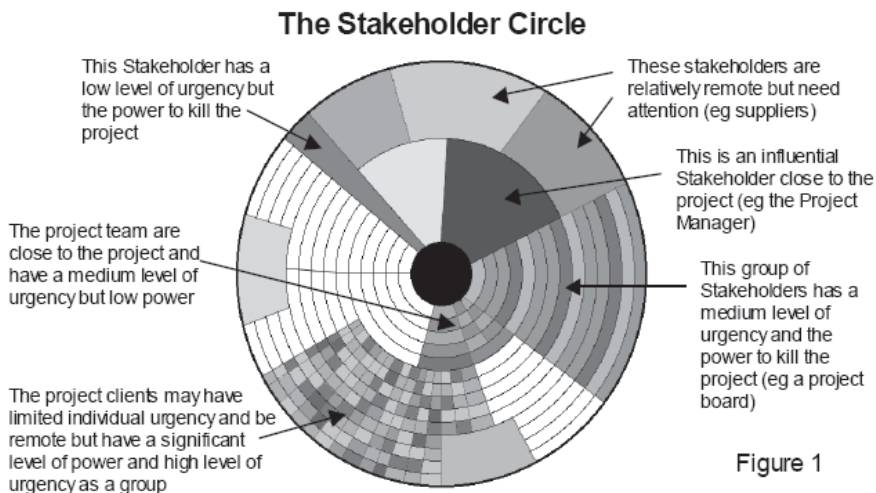 The Stakeholder Circle
This Stakeholder has a
low level of urgency but
the power to kill the
project
These stakeholders are
relatively remote but need
attention (eg suppliers)
This is an influential
Stakeholder close to the
project (eg the Project
Manager)
The project team are
close to the project and
have a medium level of
urgency but low power
This group of
Stakeholders has a
medium level of
urgency and the
power to kill the
project (eg a project
board)
The project clients may have
limited individual urgency and be
remote but have a significant
level of power and high level of
urgency as a group
Figure 1